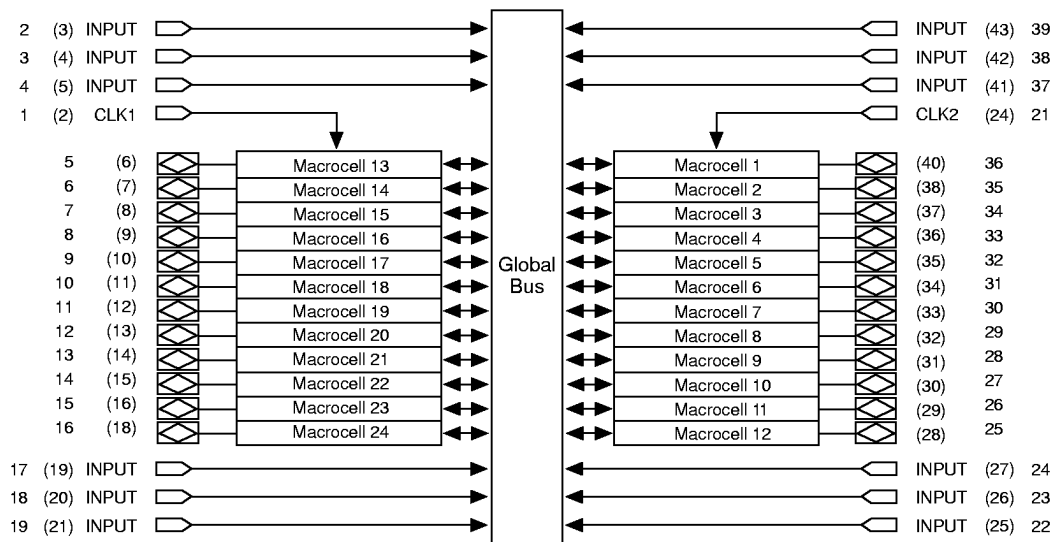 2 (3) INPUT INPUT (43) 39
3 (4) INPUT INPUT (42) 38
4 (5) INPUT INPUT (41) 37
1 (2) CLK1 CLK2 (24) 21
5 (6) Macrocell 13 Macrocell 1 (40) 36
6 (7) Macrocell 14 Macrocell 2 (38) 35
7 (8) Macrocell 15 Macrocell 3 (37) 34
8 (9) Macrocell 16 Macrocell 4 (36) 33
9 (10) Macrocell 17 Global Macrocell 5 (35) 32
10 (11) Macrocell 18 Bus Macrocell 6 (34) 31
11 (12) Macrocell 19 Macrocell 7 (33) 30
12 (13) Macrocell 20 Macrocell 8 (32) 29
13 (14) Macrocell 21 Macrocell 9 (31) 28
14 (15) Macrocell 22 Macrocell 10 (30) 27
15 (16) Macrocell 23 Macrocell 11 (29) 26
16 (18) Macrocell 24 Macrocell 12 (28) 25
17 (19) INPUT INPUT (27) 24
18 (20) INPUT INPUT (26) 23
19 (21) INPUT INPUT (25) 22